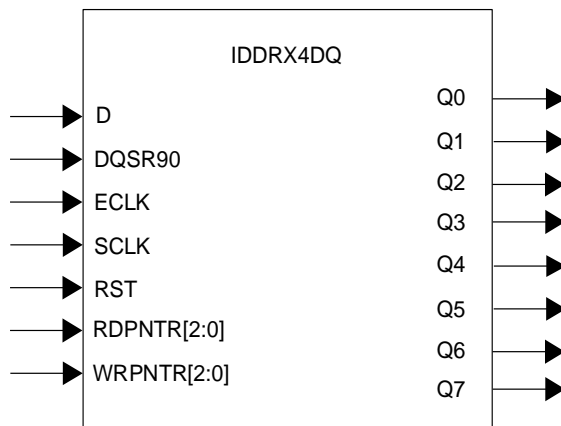 IDDRX4DQ
D
DQSR90
ECLK
SCLK
RST
RDPNTR[2:0]
WRPNTR[2:0]
Q0
Q1
Q2
Q3
Q4
Q5
Q6
Q7